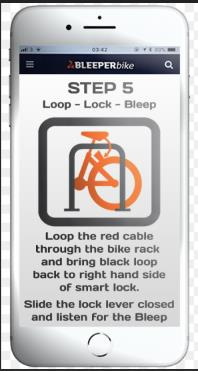 03:42
BLEEPERbike
STEP 5
Loop - Lock - Bleep
Loop the red cable
through the bike rack
and bring black loop
back to right hand side
of smart lock.
Slide the lock lever closed
and listen for the Bleep